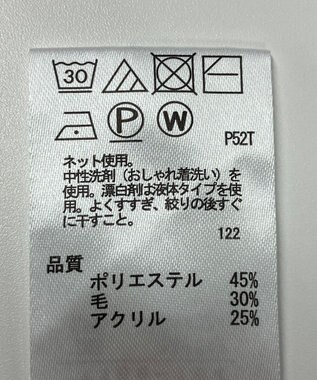 30
P W
P52T
ネット使用。
中性洗剤（おしゃれ着洗い）を
使用。漂白剤は液体タイプを使
用。よくすすぎ、絞りの後すぐ
に干すこと。
122
品質
ポリエステル 45%
毛 30%
アクリル 25%